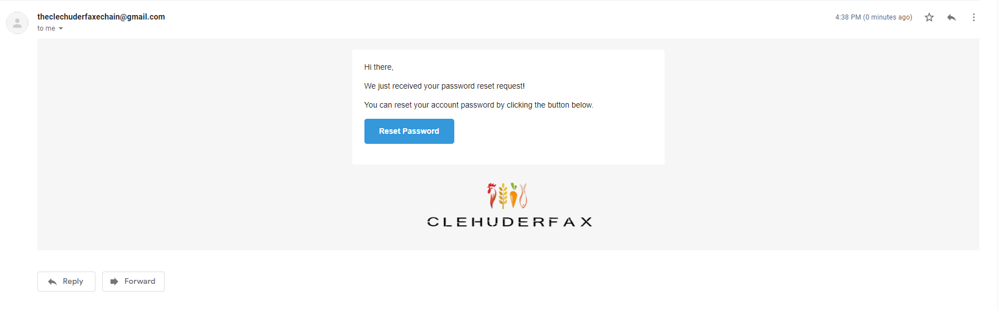 theclechuderfaxechain@gmail.com
4:38 PM (0 minutes ago)
to me
Hi there,
We just received your password reset request!
You can reset your account password by clicking the button below.
Reset Password
CLEHUDERFAX
Reply
Forward